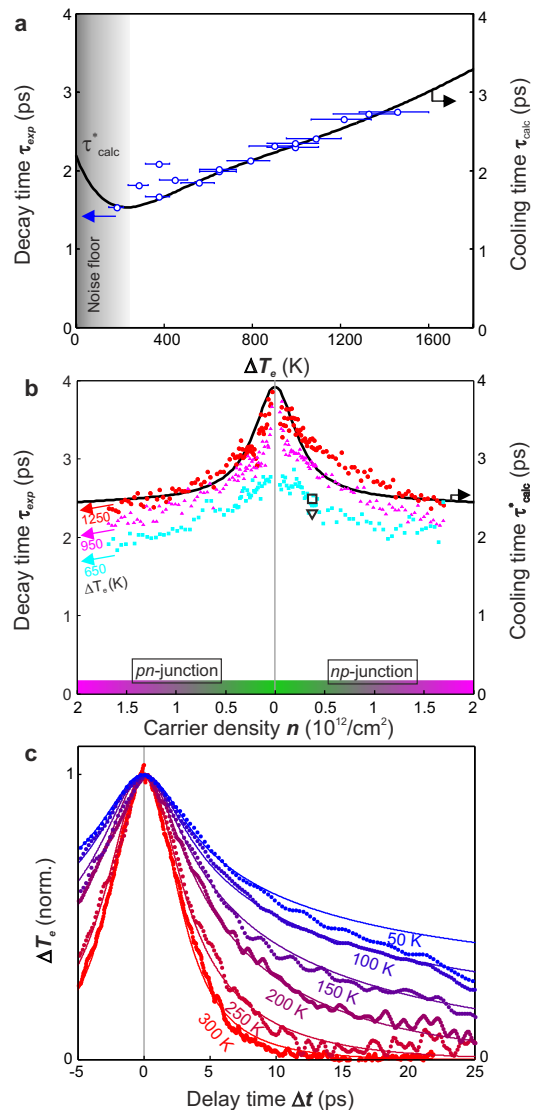 a
4
3
2
1
0
Decay time τexp (ps)
τ*calc
Noise floor
4
3
2
1
0
Cooling time τcalc (ps)
0 400 800 1200 1600
ΔTe (K)
b
4
3
2
1
0
Decay time τexp (ps)
1250
950
650
ΔTe(K)
4
3
2
1
0
Cooling time τ*calc (ps)
pn-junction np-junction
2 1.5 1 0.5 0 0.5 1 1.5 2
Carrier density n (10¹²/cm²)
c
1
0
ΔTe (norm.)
50 K
100 K
150 K
200 K
250 K
300 K
0
-5 0 5 10 15 20 25
Delay time Δt (ps)